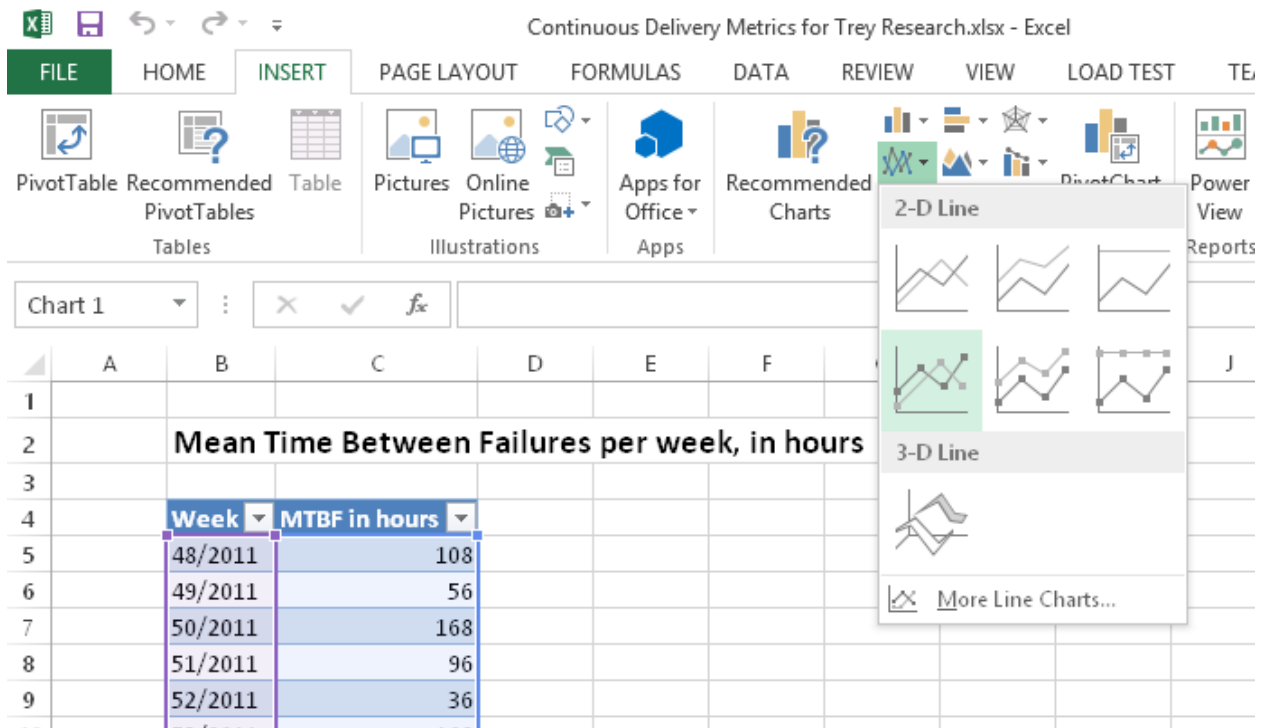 Continuous Delivery Metrics for Trey Research.xlsx - Excel
FILE HOME INSERT PAGE LAYOUT FORMULAS DATA REVIEW VIEW LOAD TEST
PivotTable Recommended PivotTables Table
Tables
Pictures Online Pictures
Illustrations
Apps for Office
Apps
Recommended Charts
PivotChart
Power View
Reports
2-D Line
3-D Line
More Line Charts...
Chart 1 fx
A B C D E F J
1
2 Mean Time Between Failures per week, in hours
3
4 Week MTBF in hours
5 48/2011 108
6 49/2011 56
7 50/2011 168
8 51/2011 96
9 52/2011 36